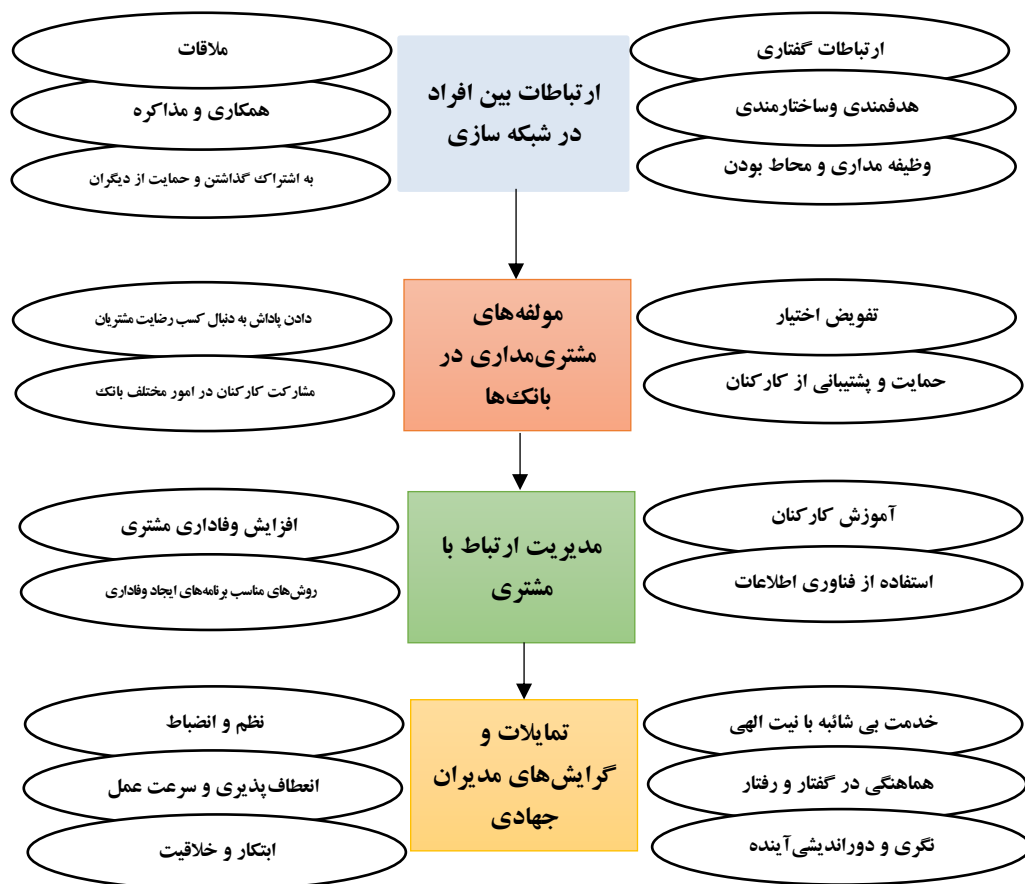 ارتباطات گفتاری
هدفمندی وساختارمندی
وظیفه مداری و محاط بودن
ارتباطات بین افراد
در شبکه سازی
ملاقات
همکاری و مذاکره
به اشتراک گذاشتن و حمایت از دیگران
تفویض اختیار
حمایت و پشتیبانی از کارکنان
مولفه‌های
مشتری‌مداری در
بانک‌ها
دادن پاداش به دنبال کسب رضایت مشتریان
مشارکت کارکنان در امور مختلف بانک
آموزش کارکنان
استفاده از فناوری اطلاعات
مدیریت ارتباط با
مشتری
افزایش وفاداری مشتری
روش‌های مناسب برنامه‌های ایجاد وفاداری
خدمت بی شائبه با نیت الهی
هماهنگی در گفتار و رفتار
نگری و دوراندیشی‌آینده
تمایلات و
گرایش‌های مدیران
جهادی
نظم و انضباط
انعطاف‌پذیری و سرعت عمل
ابتکار و خلاقیت